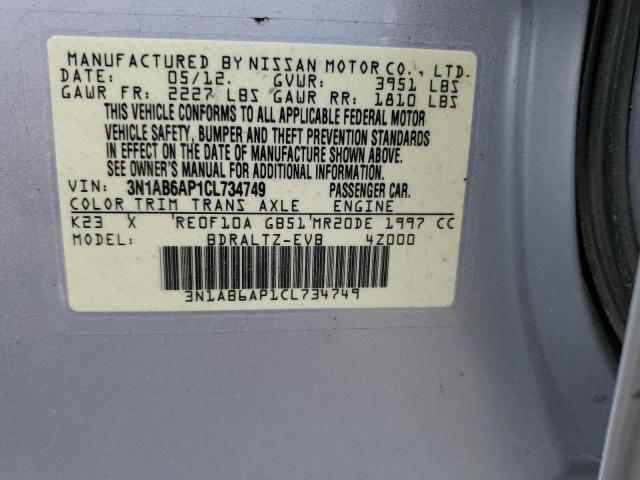 MANUFACTURED BY NISSAN MOTOR CO., LTD.
DATE: 05/12. GVWR: 3951 LBS
GAWR FR: 2227 LBS GAWR RR: 1810 LBS
THIS VEHICLE CONFORMS TO ALL APPLICABLE FEDERAL MOTOR
VEHICLE SAFETY, BUMPER AND THEFT PREVENTION STANDARDS
IN EFFECT ON THE DATE OF MANUFACTURE SHOWN ABOVE.
SEE OWNER'S MANUAL FOR ADDITIONAL INFORMATION.
VIN: 3N1AB6AP1CL734749 PASSENGER CAR.
COLOR TRIM TRANS AXLE ENGINE
K23 X RE0F10A GB51 MR20DE 1997 CC
MODEL: BDRALTZ-EVB 4Z000
3N1AB6AP1CL734749